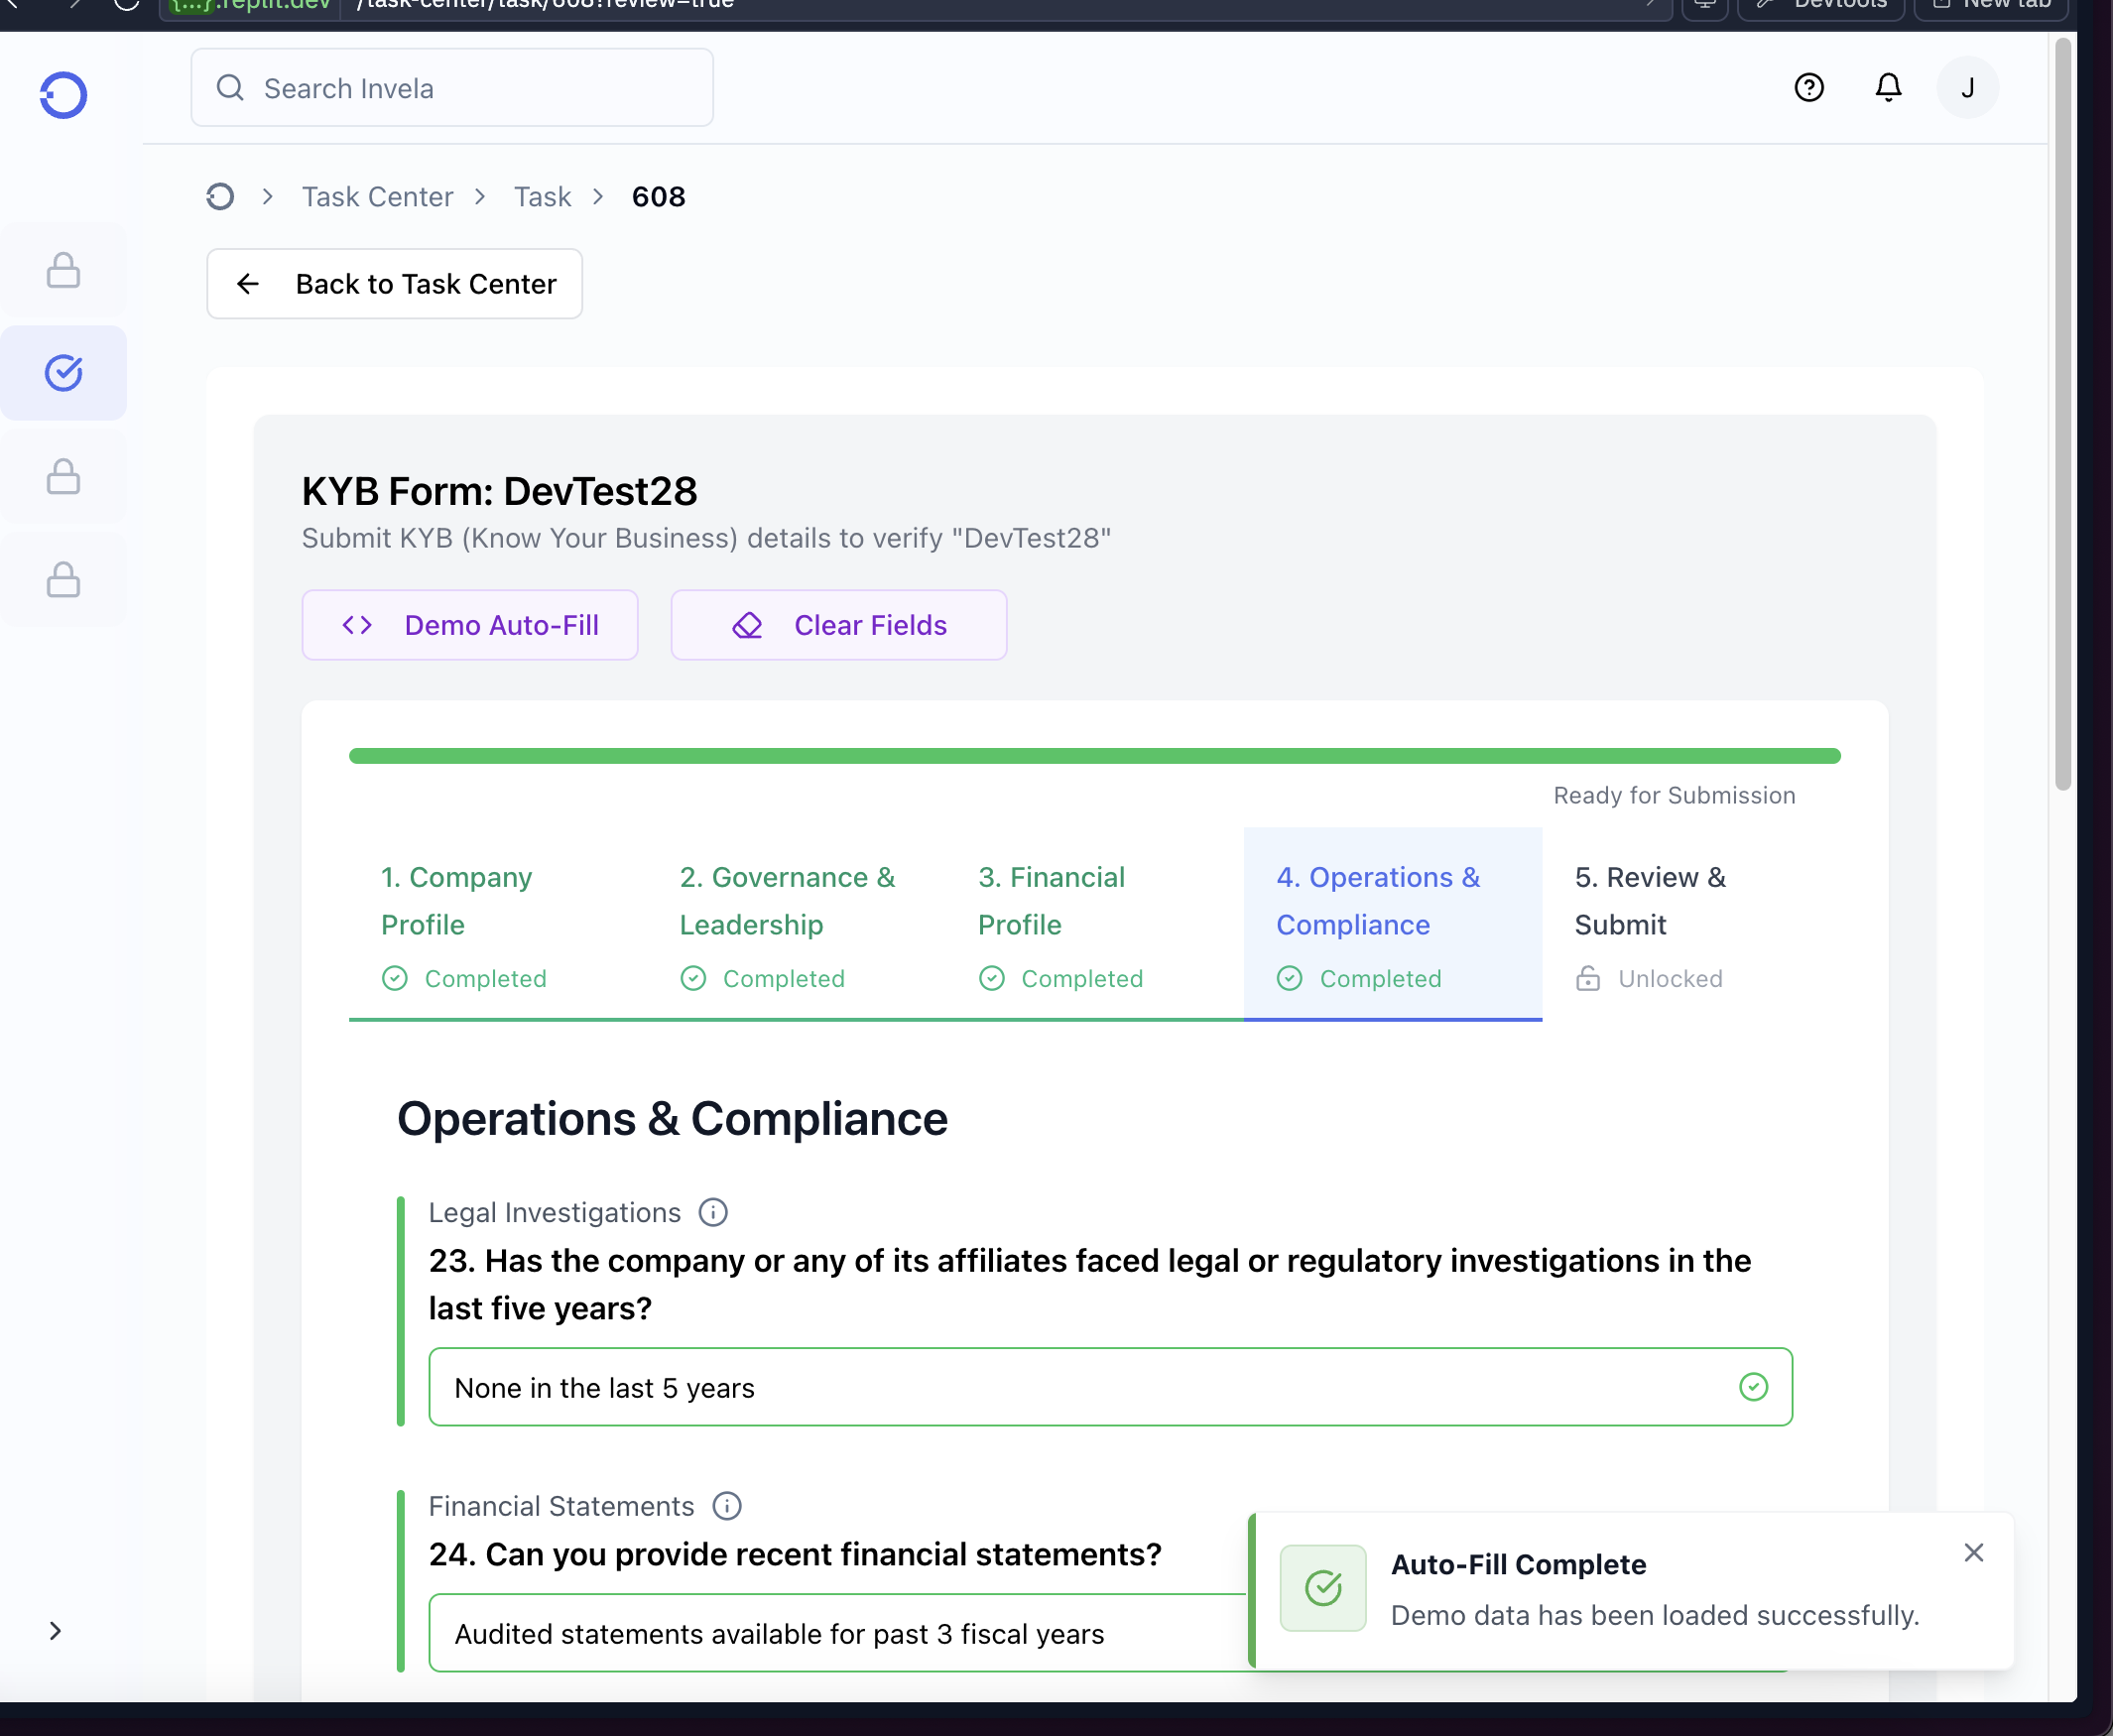 {...}.replit.dev /task-center/task/608?review=true
Devtools
New tab
Search Invela
J
Task Center
Task
608
Back to Task Center
KYB Form: DevTest28
Submit KYB (Know Your Business) details to verify "DevTest28"
Demo Auto-Fill
Clear Fields
Ready for Submission
1. Company
Profile
Completed
2. Governance &
Leadership
Completed
3. Financial
Profile
Completed
4. Operations &
Compliance
Completed
5. Review &
Submit
Unlocked
Operations & Compliance
Legal Investigations
23. Has the company or any of its affiliates faced legal or regulatory investigations in the
last five years?
None in the last 5 years
Financial Statements
24. Can you provide recent financial statements?
Audited statements available for past 3 fiscal years
Auto-Fill Complete
Demo data has been loaded successfully.